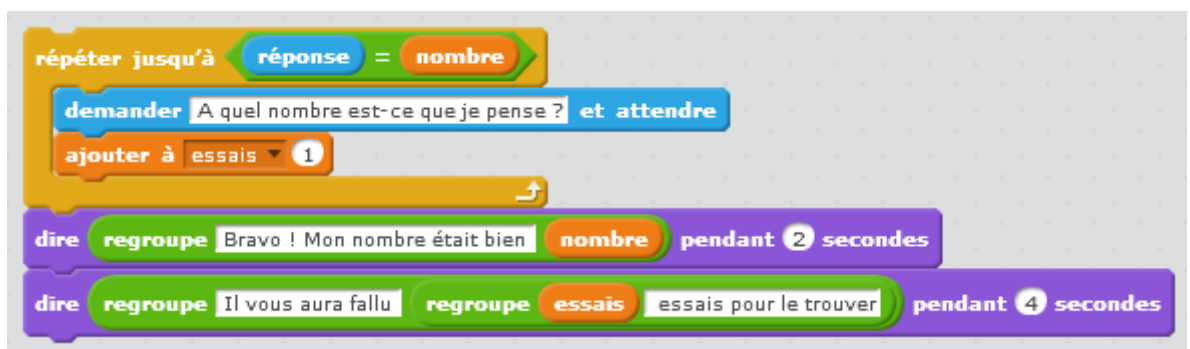 répéter jusqu'à réponse = nombre
demander A quel nombre est-ce que je pense ? et attendre
ajouter à essais 1
dire regroupe Bravo ! Mon nombre était bien nombre pendant 2 secondes
dire regroupe Il vous aura fallu regroupe essais essais pour le trouver pendant 4 secondes